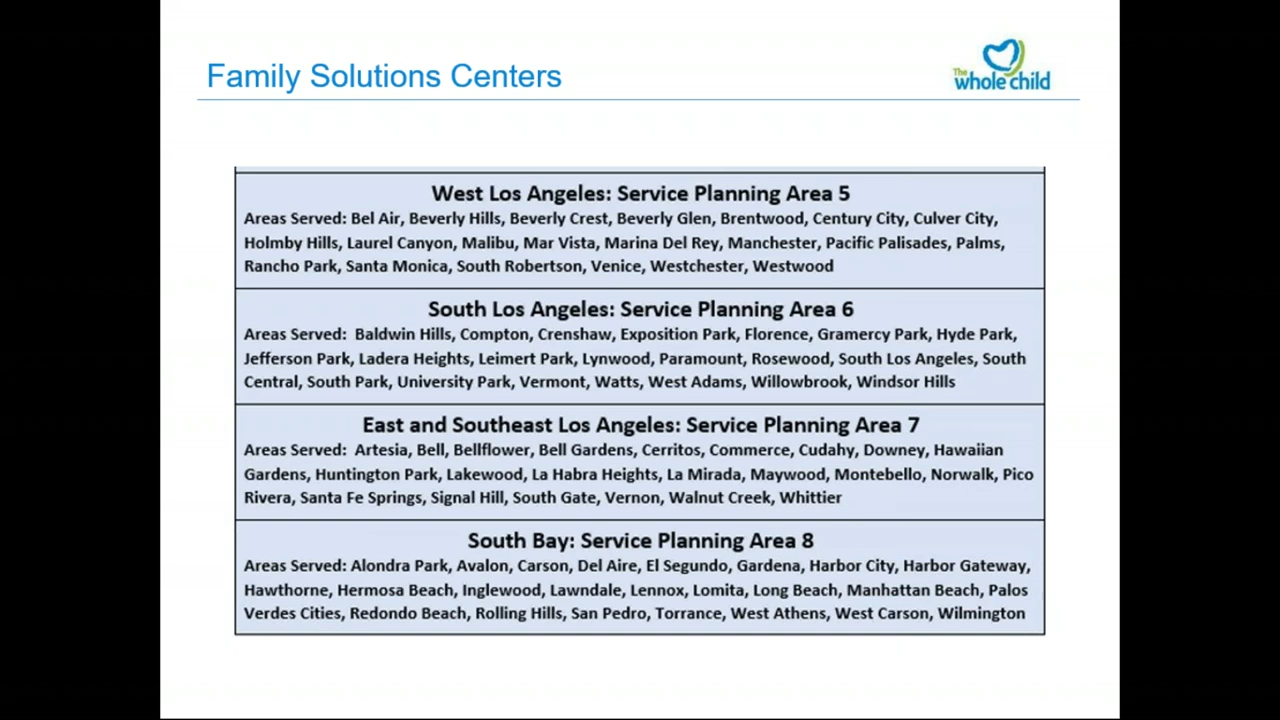 Family Solutions Centers
The
whole child
West Los Angeles: Service Planning Area 5
Areas Served: Bel Air, Beverly Hills, Beverly Crest, Beverly Glen, Brentwood, Century City, Culver City,
Holmby Hills, Laurel Canyon, Malibu, Mar Vista, Marina Del Rey, Manchester, Pacific Palisades, Palms,
Rancho Park, Santa Monica, South Robertson, Venice, Westchester, Westwood
South Los Angeles: Service Planning Area 6
Areas Served: Baldwin Hills, Compton, Crenshaw, Exposition Park, Florence, Gramercy Park, Hyde Park,
Jefferson Park, Ladera Heights, Leimert Park, Lynwood, Paramount, Rosewood, South Los Angeles, South
Central, South Park, University Park, Vermont, Watts, West Adams, Willowbrook, Windsor Hills
East and Southeast Los Angeles: Service Planning Area 7
Areas Served: Artesia, Bell, Bellflower, Bell Gardens, Cerritos, Commerce, Cudahy, Downey, Hawaiian
Gardens, Huntington Park, Lakewood, La Habra Heights, La Mirada, Maywood, Montebello, Norwalk, Pico
Rivera, Santa Fe Springs, Signal Hill, South Gate, Vernon, Walnut Creek, Whittier
South Bay: Service Planning Area 8
Areas Served: Alondra Park, Avalon, Carson, Del Aire, El Segundo, Gardena, Harbor City, Harbor Gateway,
Hawthorne, Hermosa Beach, Inglewood, Lawndale, Lennox, Lomita, Long Beach, Manhattan Beach, Palos
Verdes Cities, Redondo Beach, Rolling Hills, San Pedro, Torrance, West Athens, West Carson, Wilmington